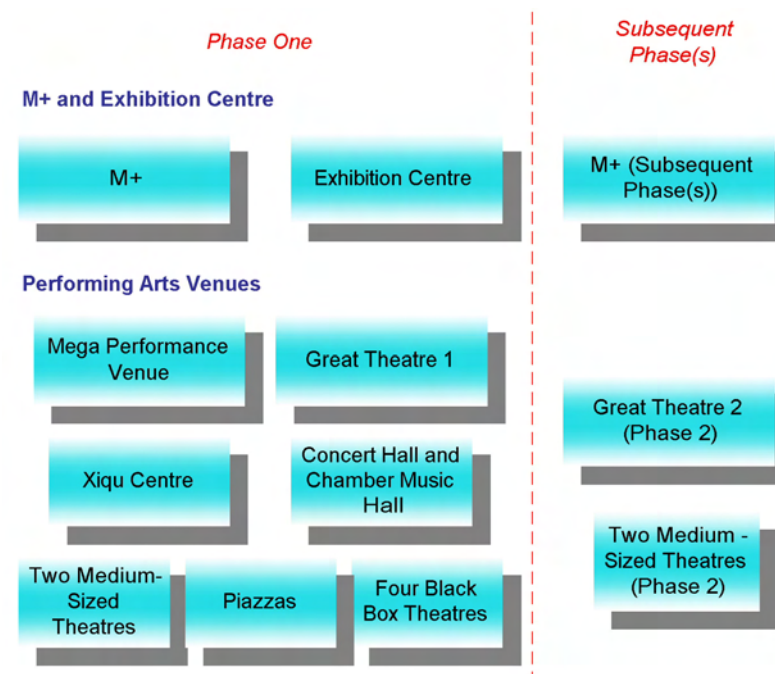 Phase One
Subsequent
Phase(s)
M+ and Exhibition Centre
M+
Exhibition Centre
M+ (Subsequent
Phase(s))
Performing Arts Venues
Mega Performance
Venue
Great Theatre 1
Great Theatre 2
(Phase 2)
Xiqu Centre
Concert Hall and
Chamber Music
Hall
Two Medium -
Sized Theatres
(Phase 2)
Two Medium-
Sized
Theatres
Piazzas
Four Black
Box Theatres